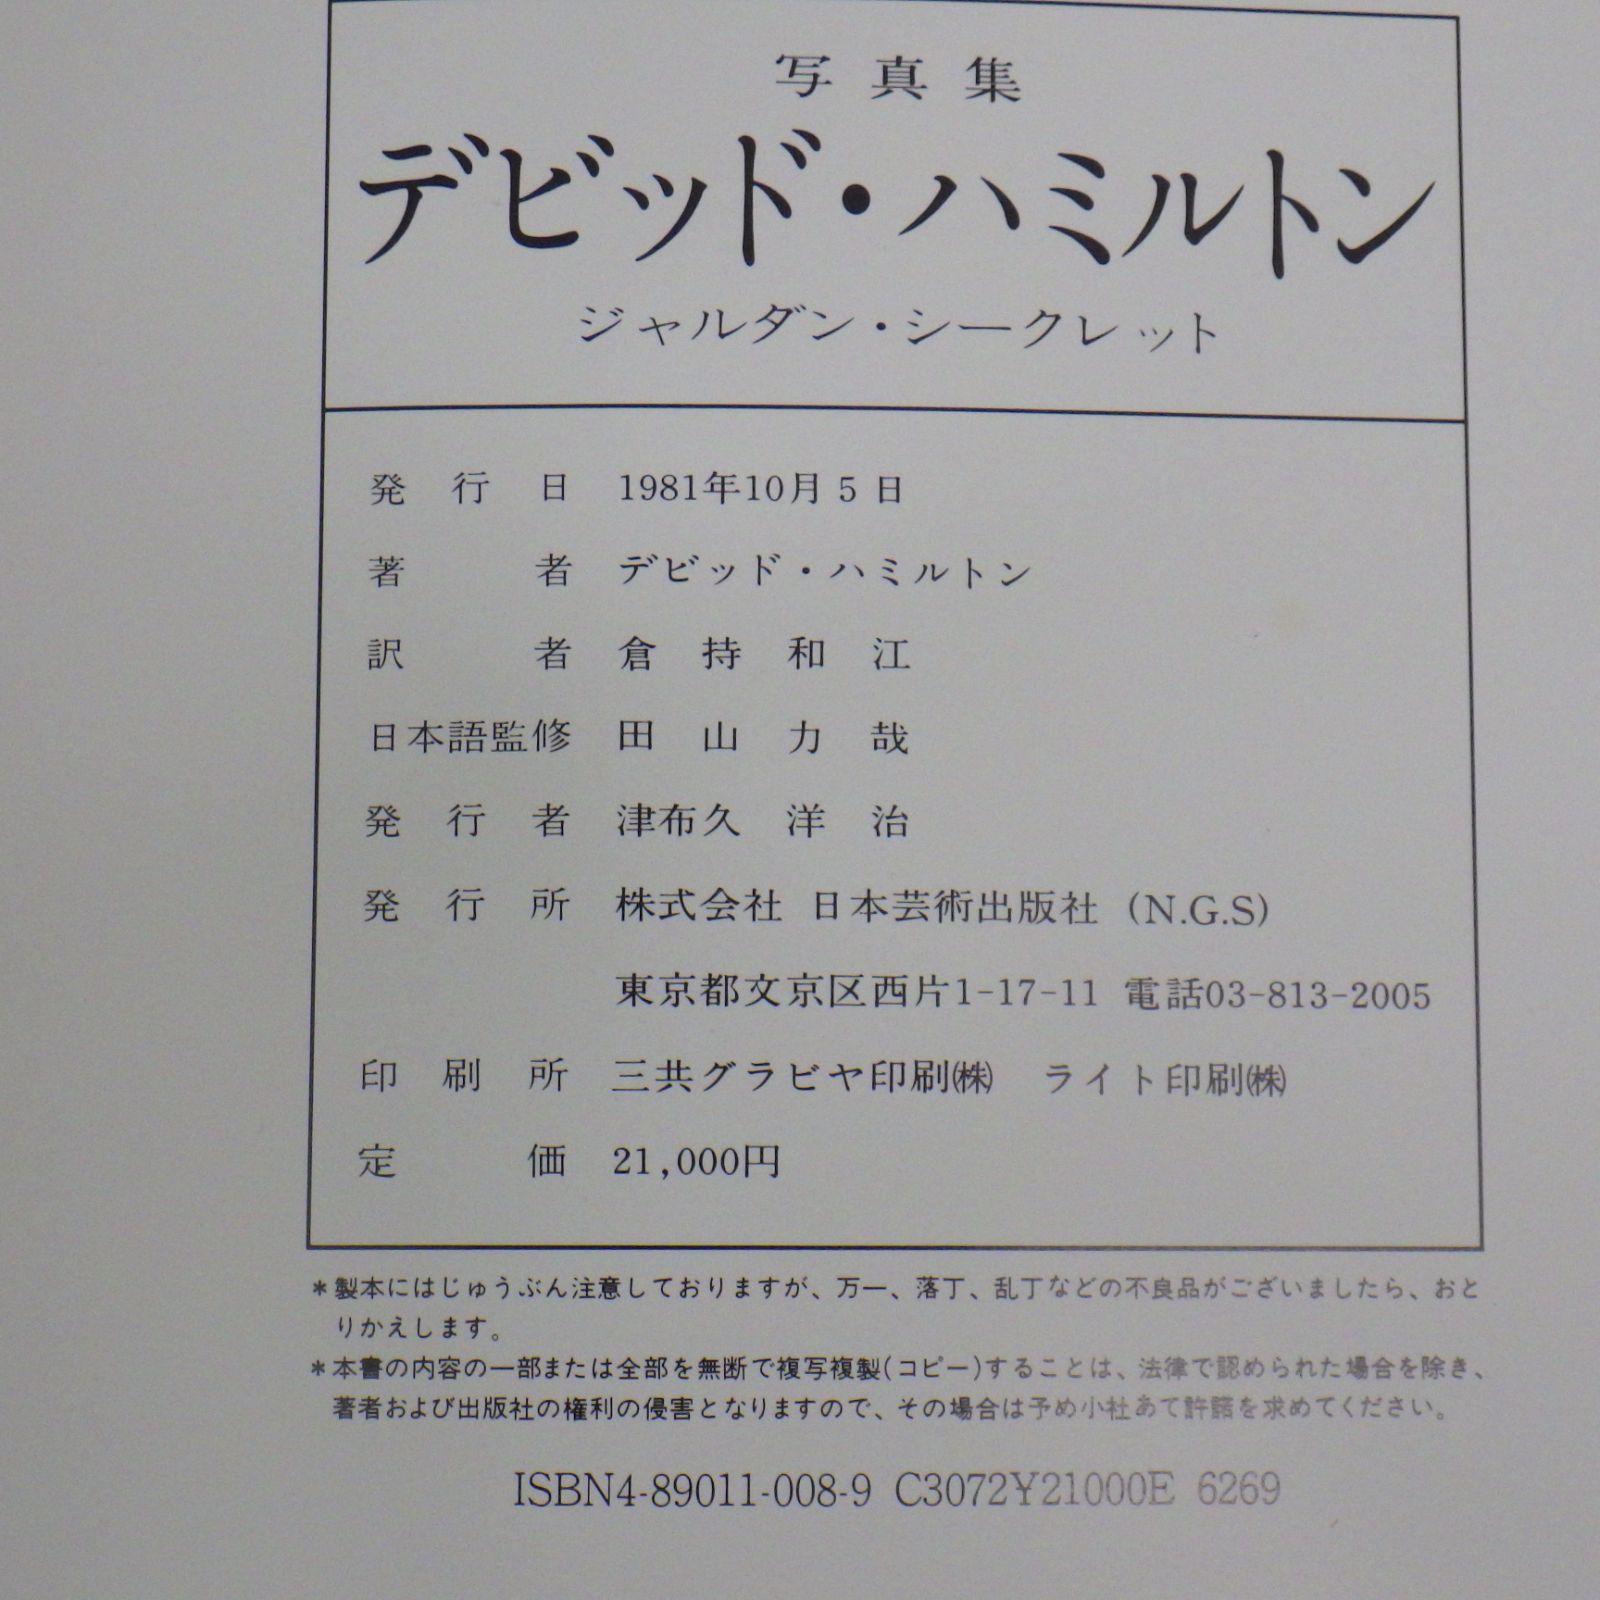 写真集
デビッド・ハミルトン
ジャルダン・シークレット
発行日 1981年10月5日
著者 デビッド・ハミルトン
訳者 倉持和江
日本語監修 田山力哉
発行者 津布久 洋治
発行所 株式会社 日本芸術出版社 (N.G.S)
東京都文京区西片1-17-11 電話03-813-2005
印刷所 三共グラビヤ印刷㈱ ライト印刷㈱
定価 21,000円
*製本にはじゅうぶん注意しておりますが、万一、落丁、乱丁などの不良品がございましたら、おと
りかえします。
*本書の内容の一部または全部を無断で複写複製(コピー)することは、法律で認められた場合を除き、
著者および出版社の権利の侵害となりますので、その場合は予め小社あて許諾を求めてください。
ISBN4-89011-008-9 C3072¥21000E 6269